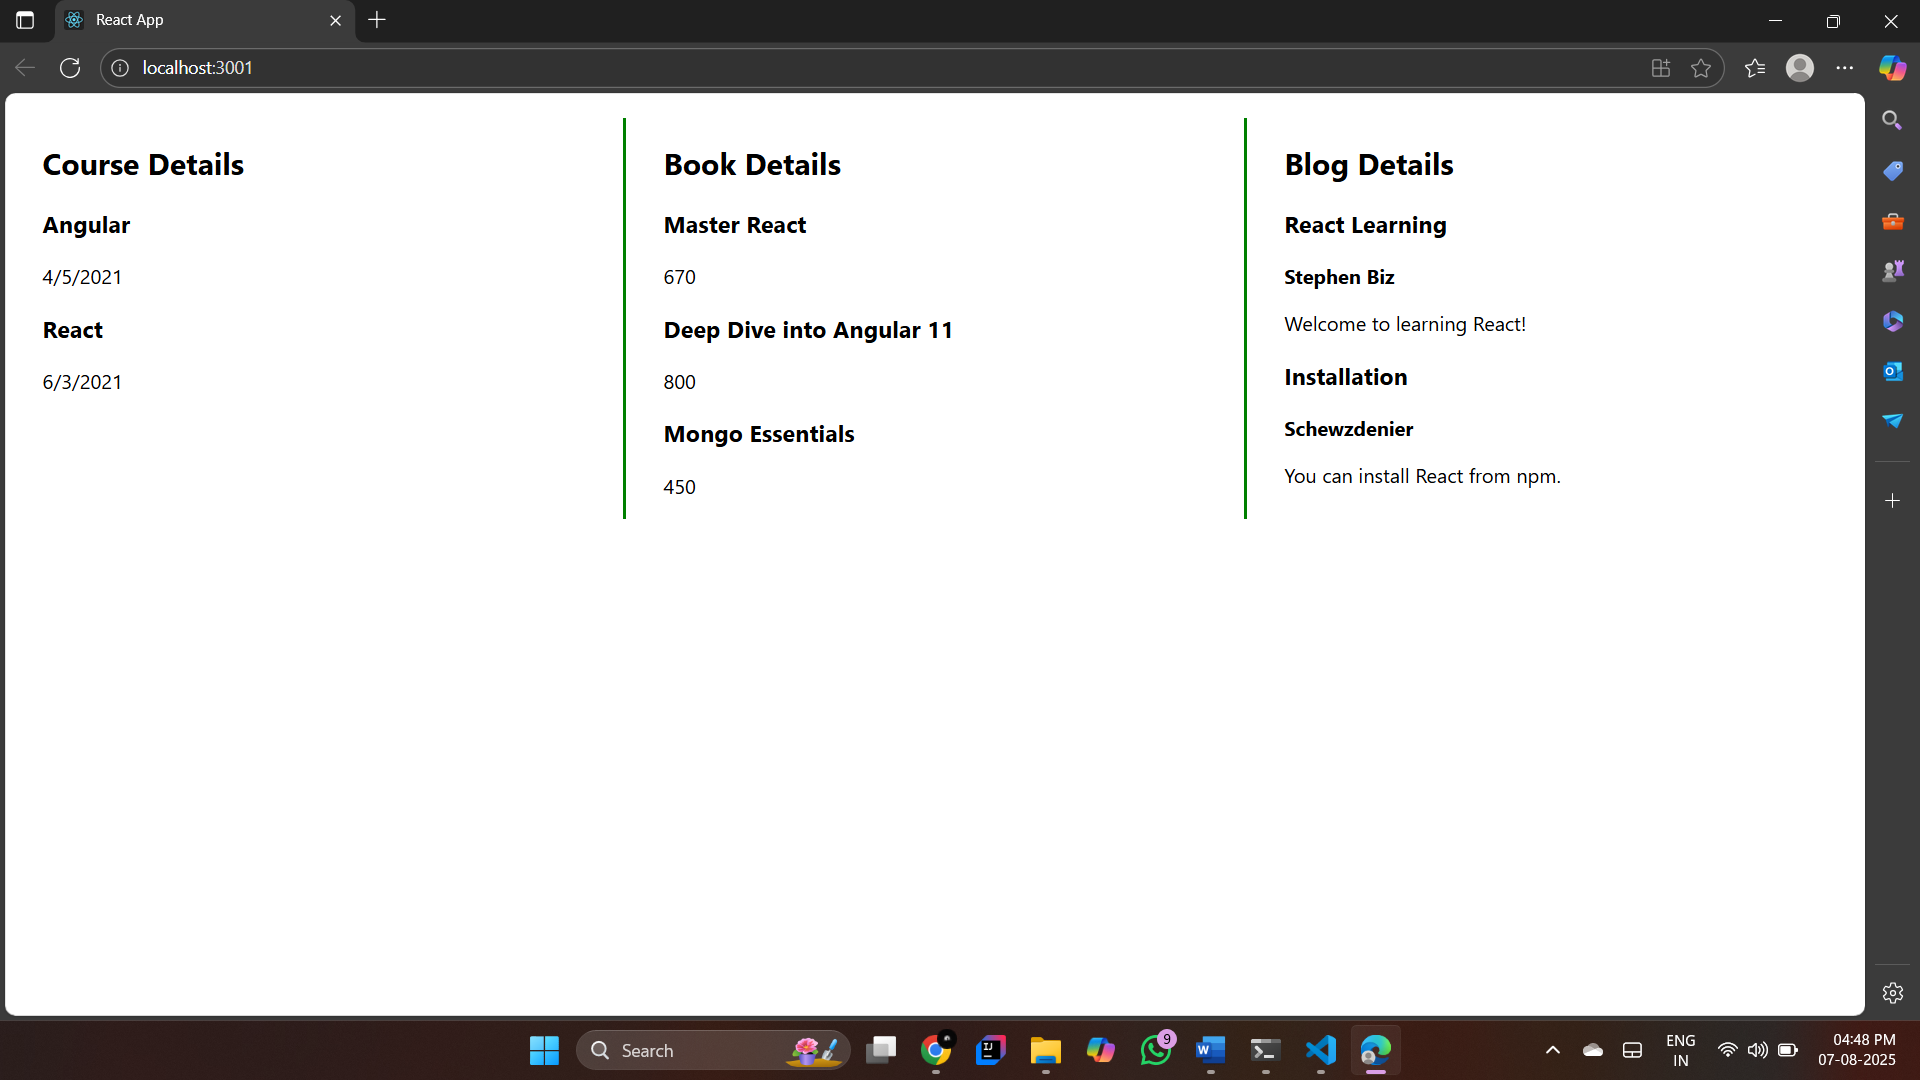 React App
localhost:3001
Course Details
Angular
4/5/2021
React
6/3/2021
Book Details
Master React
670
Deep Dive into Angular 11
800
Mongo Essentials
450
Blog Details
React Learning
Stephen Biz
Welcome to learning React!
Installation
Schewzdenier
You can install React from npm.
Search
9
ENG
IN
04:48 PM
07-08-2025